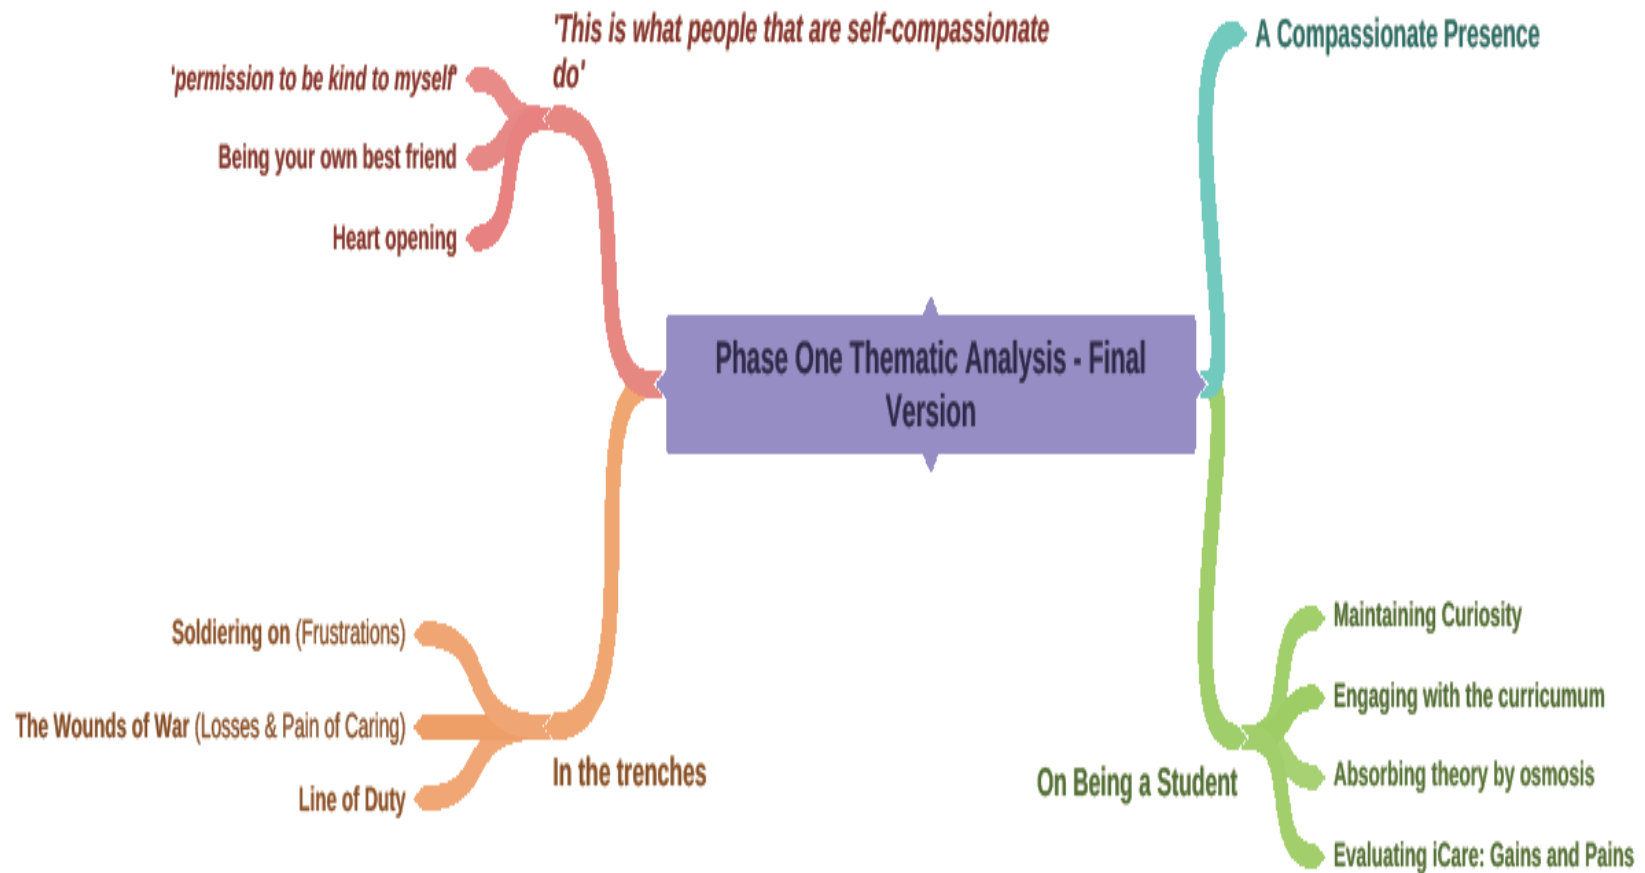 'This is what people that are self-compassionate
do'
'permission to be kind to myself'
Being your own best friend
Heart opening
A Compassionate Presence
Phase One Thematic Analysis - Final
Version
Soldiering on (Frustrations)
The Wounds of War (Losses & Pain of Caring)
Line of Duty
In the trenches
On Being a Student
Maintaining Curiosity
Engaging with the curricumum
Absorbing theory by osmosis
Evaluating iCare: Gains and Pains